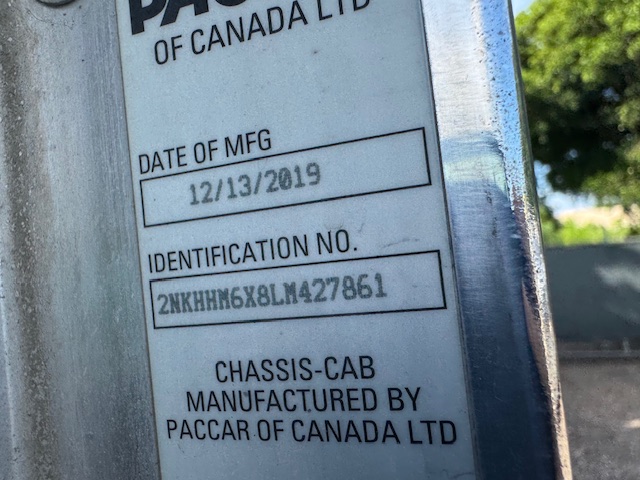 PACCAR
OF CANADA LTD
DATE OF MFG
12/13/2019
IDENTIFICATION NO.
2NKHHM6X8LM427861
CHASSIS-CAB
MANUFACTURED BY
PACCAR OF CANADA LTD